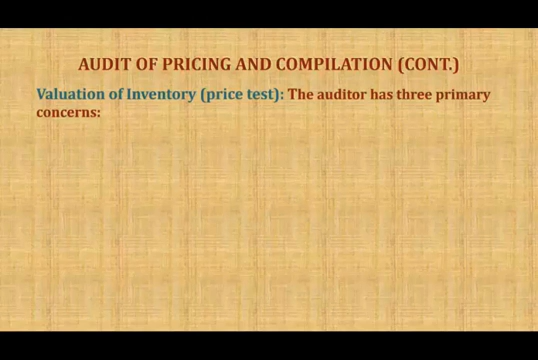 AUDIT OF PRICING AND COMPILATION (CONT.)
Valuation of Inventory (price test): The auditor has three primary
concerns: